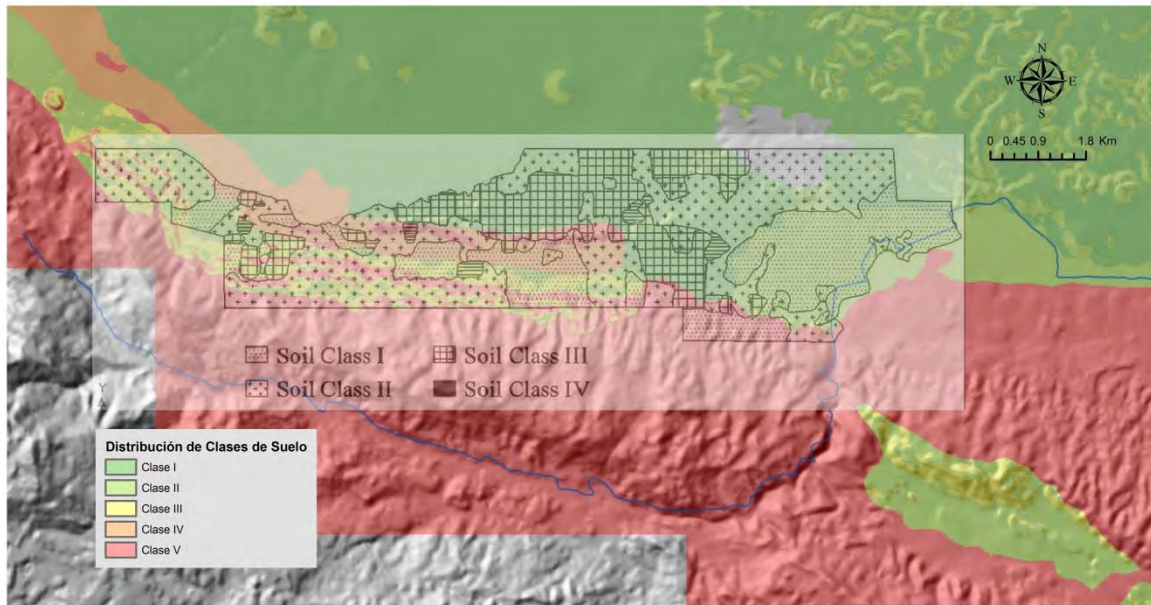 N
W E
S
0 0.45 0.9 1.8 Km
Soil Class I
Soil Class III
Soil Class II
Soil Class IV
Distribución de Clases de Suelo
Clase I
Clase II
Clase III
Clase IV
Clase V